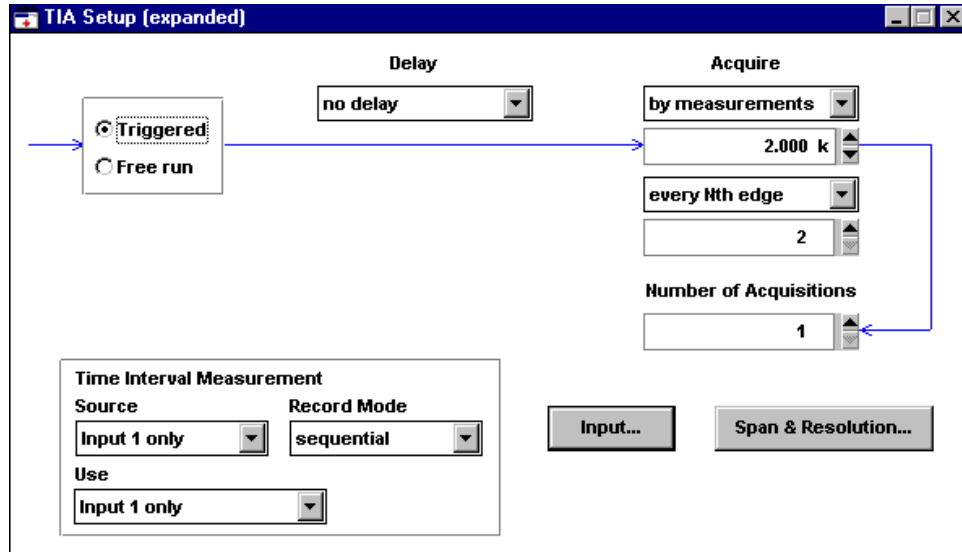 TIA Setup (expanded)
Delay
Acquire
no delay
by measurements
Triggered
Free run
2.000 k
every Nth edge
2
Number of Acquisitions
1
Time Interval Measurement
Source
Record Mode
Input 1 only
sequential
Use
Input 1 only
Input...
Span & Resolution...